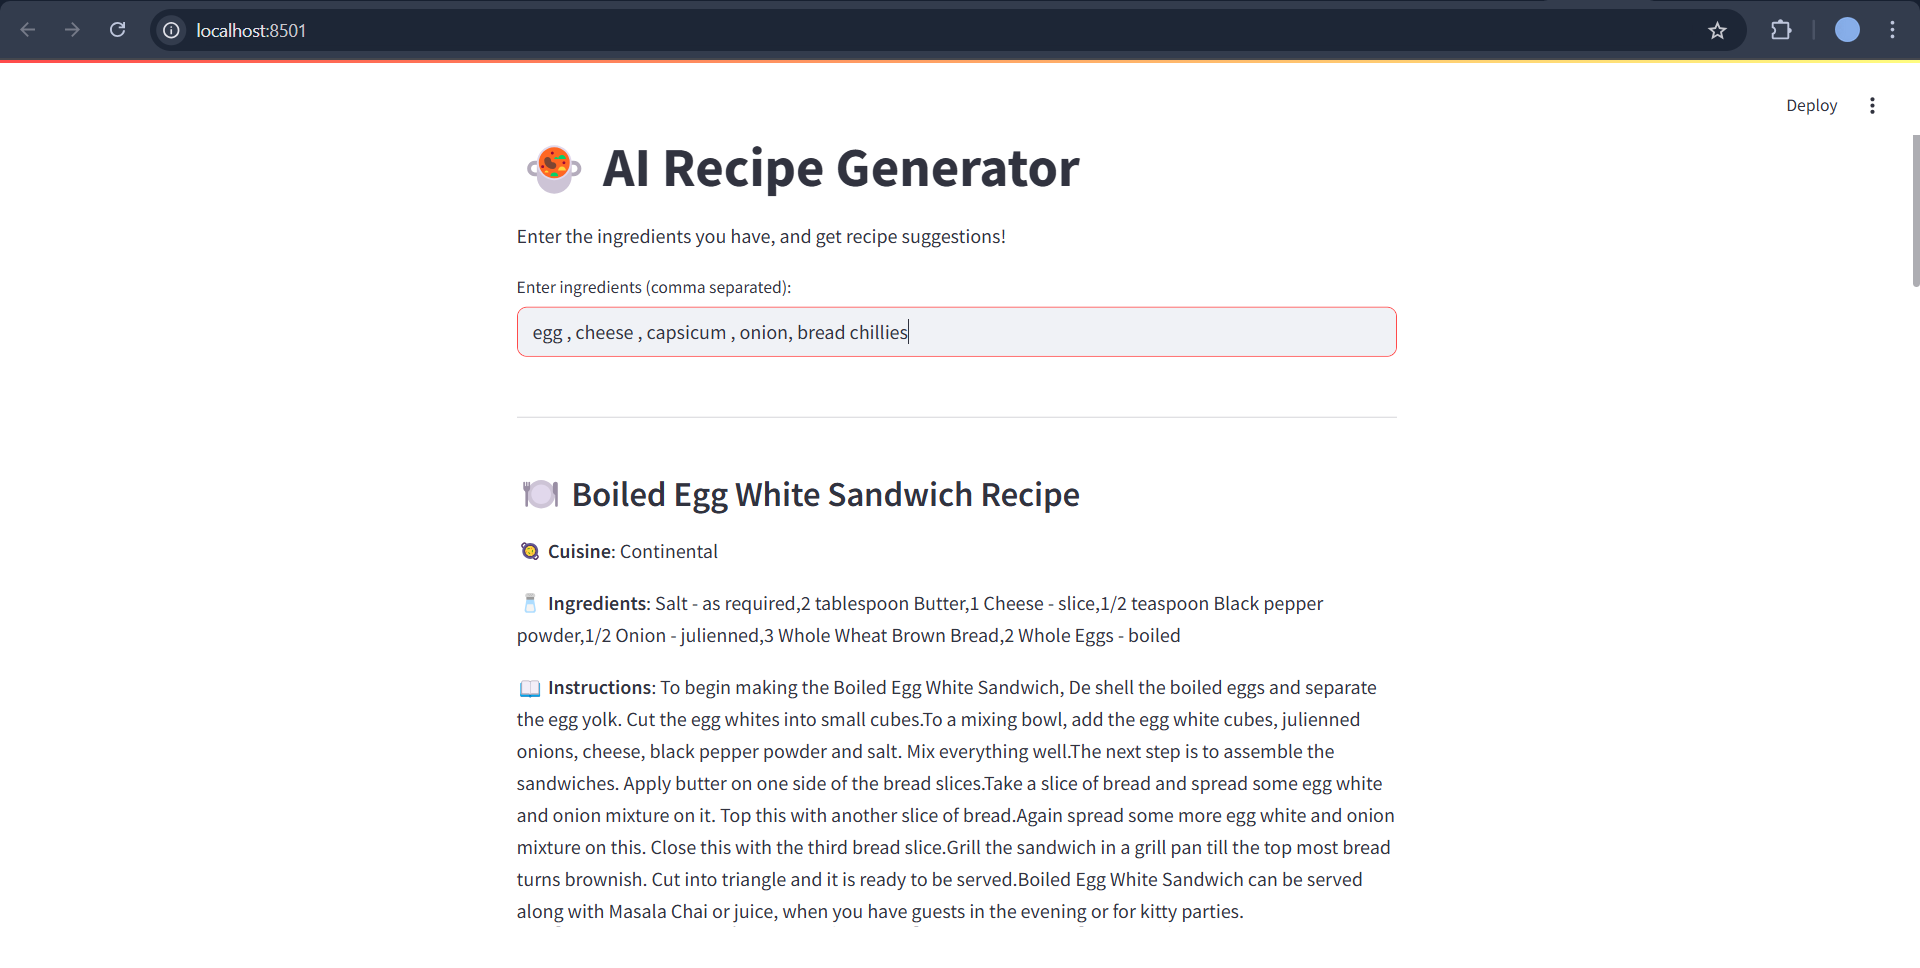 localhost:8501
Deploy
AI Recipe Generator
Enter the ingredients you have, and get recipe suggestions!
Enter ingredients (comma separated):
egg , cheese , capsicum , onion, bread chillies
Boiled Egg White Sandwich Recipe
Cuisine: Continental
Ingredients: Salt - as required,2 tablespoon Butter,1 Cheese - slice,1/2 teaspoon Black pepper
powder,1/2 Onion - julienned,3 Whole Wheat Brown Bread,2 Whole Eggs - boiled
Instructions: To begin making the Boiled Egg White Sandwich, De shell the boiled eggs and separate
the egg yolk. Cut the egg whites into small cubes.To a mixing bowl, add the egg white cubes, julienned
onions, cheese, black pepper powder and salt. Mix everything well.The next step is to assemble the
sandwiches. Apply butter on one side of the bread slices.Take a slice of bread and spread some egg white
and onion mixture on it. Top this with another slice of bread.Again spread some more egg white and onion
mixture on this. Close this with the third bread slice.Grill the sandwich in a grill pan till the top most bread
turns brownish. Cut into triangle and it is ready to be served.Boiled Egg White Sandwich can be served
along with Masala Chai or juice, when you have guests in the evening or for kitty parties.